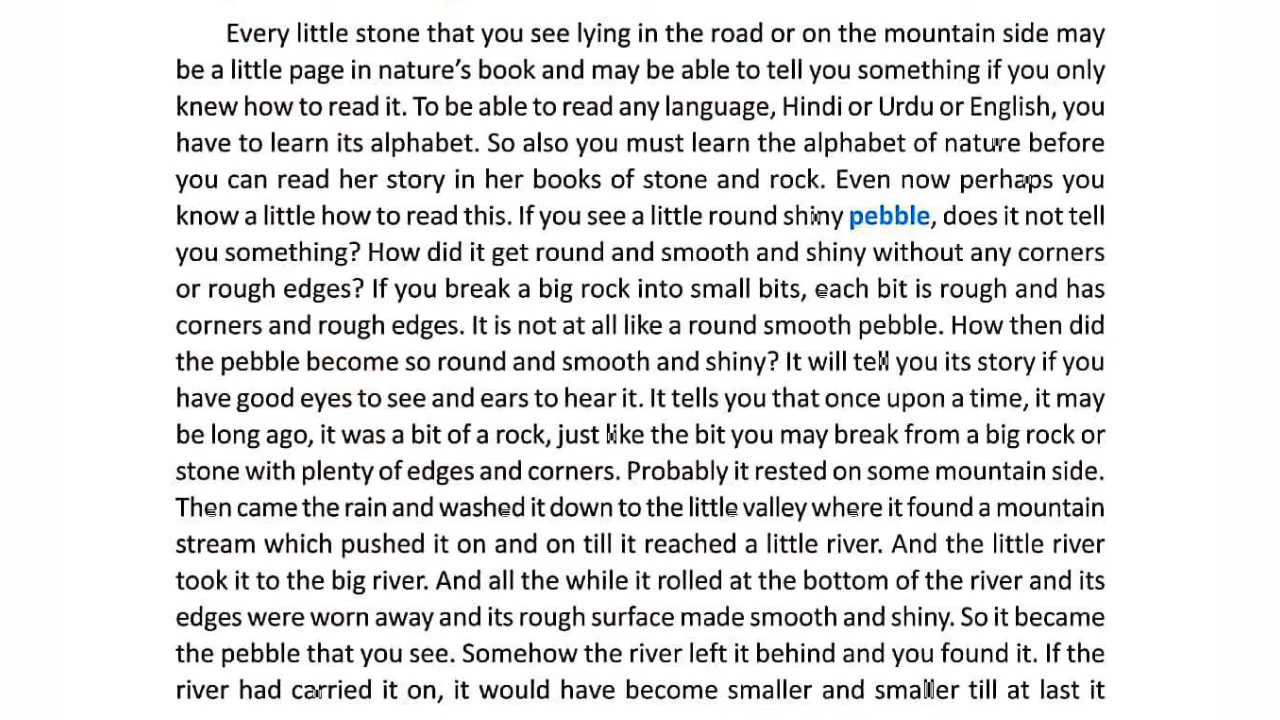 Every little stone that you see lying in the road or on the mountain side may
be a little page in nature’s book and may be able to tell you something if you only
knew how to read it. To be able to read any language, Hindi or Urdu or English, you
have to learn its alphabet. So also you must learn the alphabet of nature before
you can read her story in her books of stone and rock. Even now perhaps you
know a little how to read this. If you see a little round shiny pebble, does it not tell
you something? How did it get round and smooth and shiny without any corners
or rough edges? If you break a big rock into small bits, each bit is rough and has
corners and rough edges. It is not at all like a round smooth pebble. How then did
the pebble become so round and smooth and shiny? It will tell you its story if you
have good eyes to see and ears to hear it. It tells you that once upon a time, it may
be long ago, it was a bit of a rock, just like the bit you may break from a big rock or
stone with plenty of edges and corners. Probably it rested on some mountain side.
Then came the rain and washed it down to the little valley where it found a mountain
stream which pushed it on and on till it reached a little river. And the little river
took it to the big river. And all the while it rolled at the bottom of the river and its
edges were worn away and its rough surface made smooth and shiny. So it became
the pebble that you see. Somehow the river left it behind and you found it. If the
river had carried it on, it would have become smaller and smaller till at last it